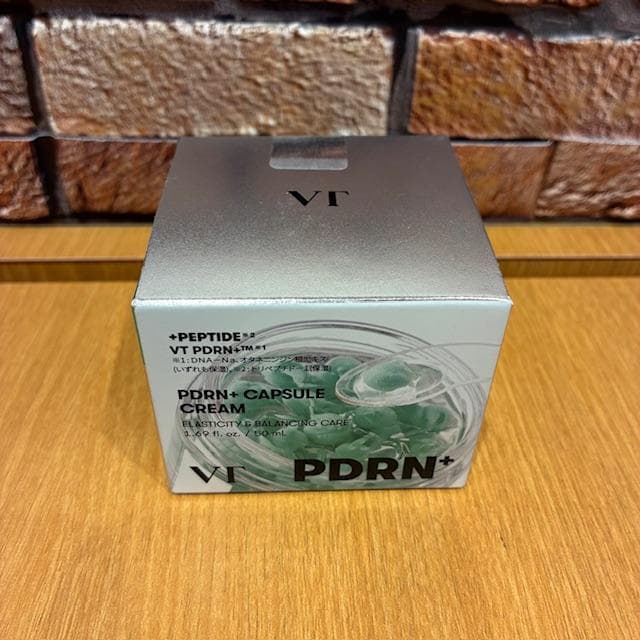 VT
+PEPTIDE※2
VT PDRN+™※1
※1:DNA-Na、オタネニンジン根エキス
(いずれも保湿)、※2:トリペプチド-1(保湿)
PDRN+ CAPSULE
CREAM
ELASTICITY & BALANCING CARE
1.69 fl. oz. / 50 mL
VT PDRN+